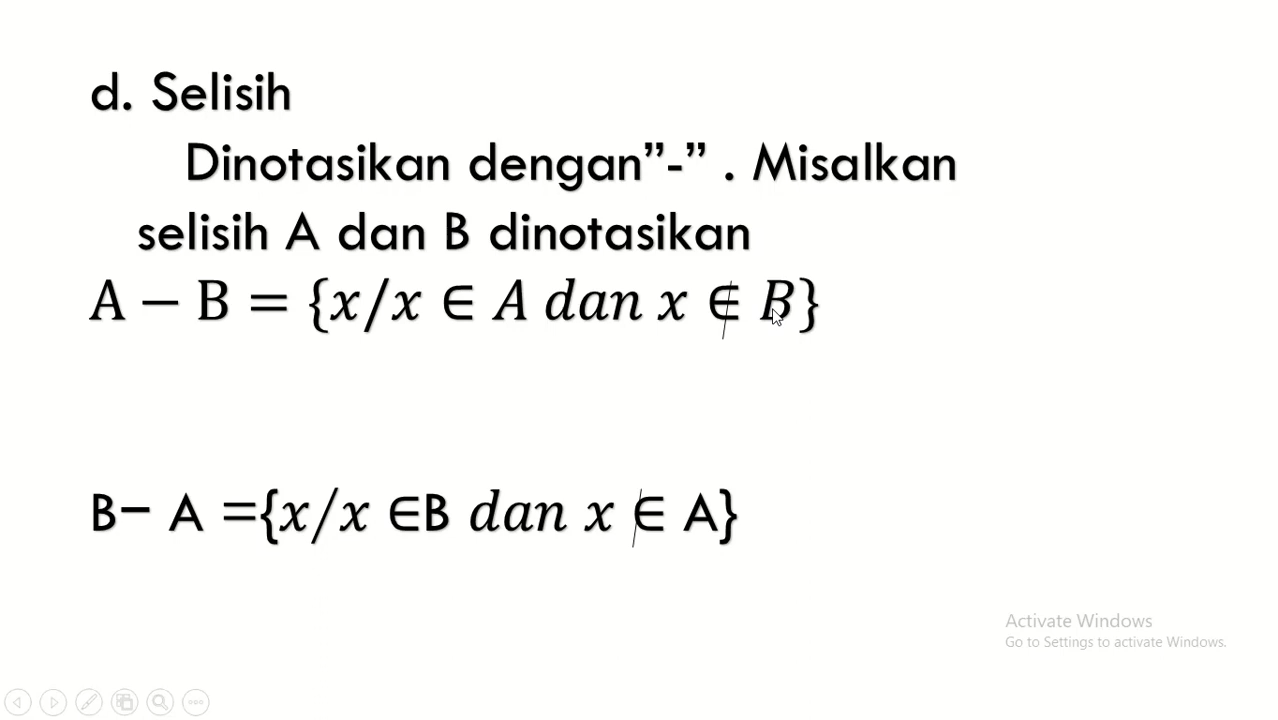 d. Selisih
Dinotasikan dengan”-” . Misalkan
selisih A dan B dinotasikan
A − B = {x/x ∈ A dan x ∉ B}
B− A ={x/x ∈B dan x ∉ A}
Activate Windows
Go to Settings to activate Windows.